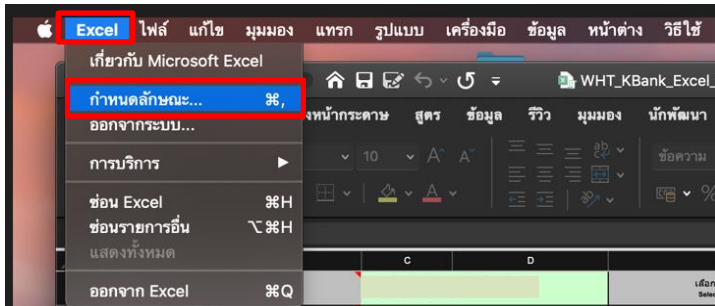 Excel ไฟล์ แก้ไข มุมมอง แทรก รูปแบบ เครื่องมือ ข้อมูล หน้าต่าง วิธีใช้
เกี่ยวกับ Microsoft Excel
WHT_KBank_Excel_
กำหนดลักษณะ... ⌘,
งหน้ากระดาษ สูตร ข้อมูล รีวิว มุมมอง นักพัฒนา
ออกจากระบบ...
การบริการ ▶
10 A^ A ab ข้อความ
ซ่อน Excel ⌘H
A %
ซ่อนรายการอื่น ⌥⌘H
แสดงทั้งหมด
C D
ออกจาก Excel ⌘Q
เลือก
Selec